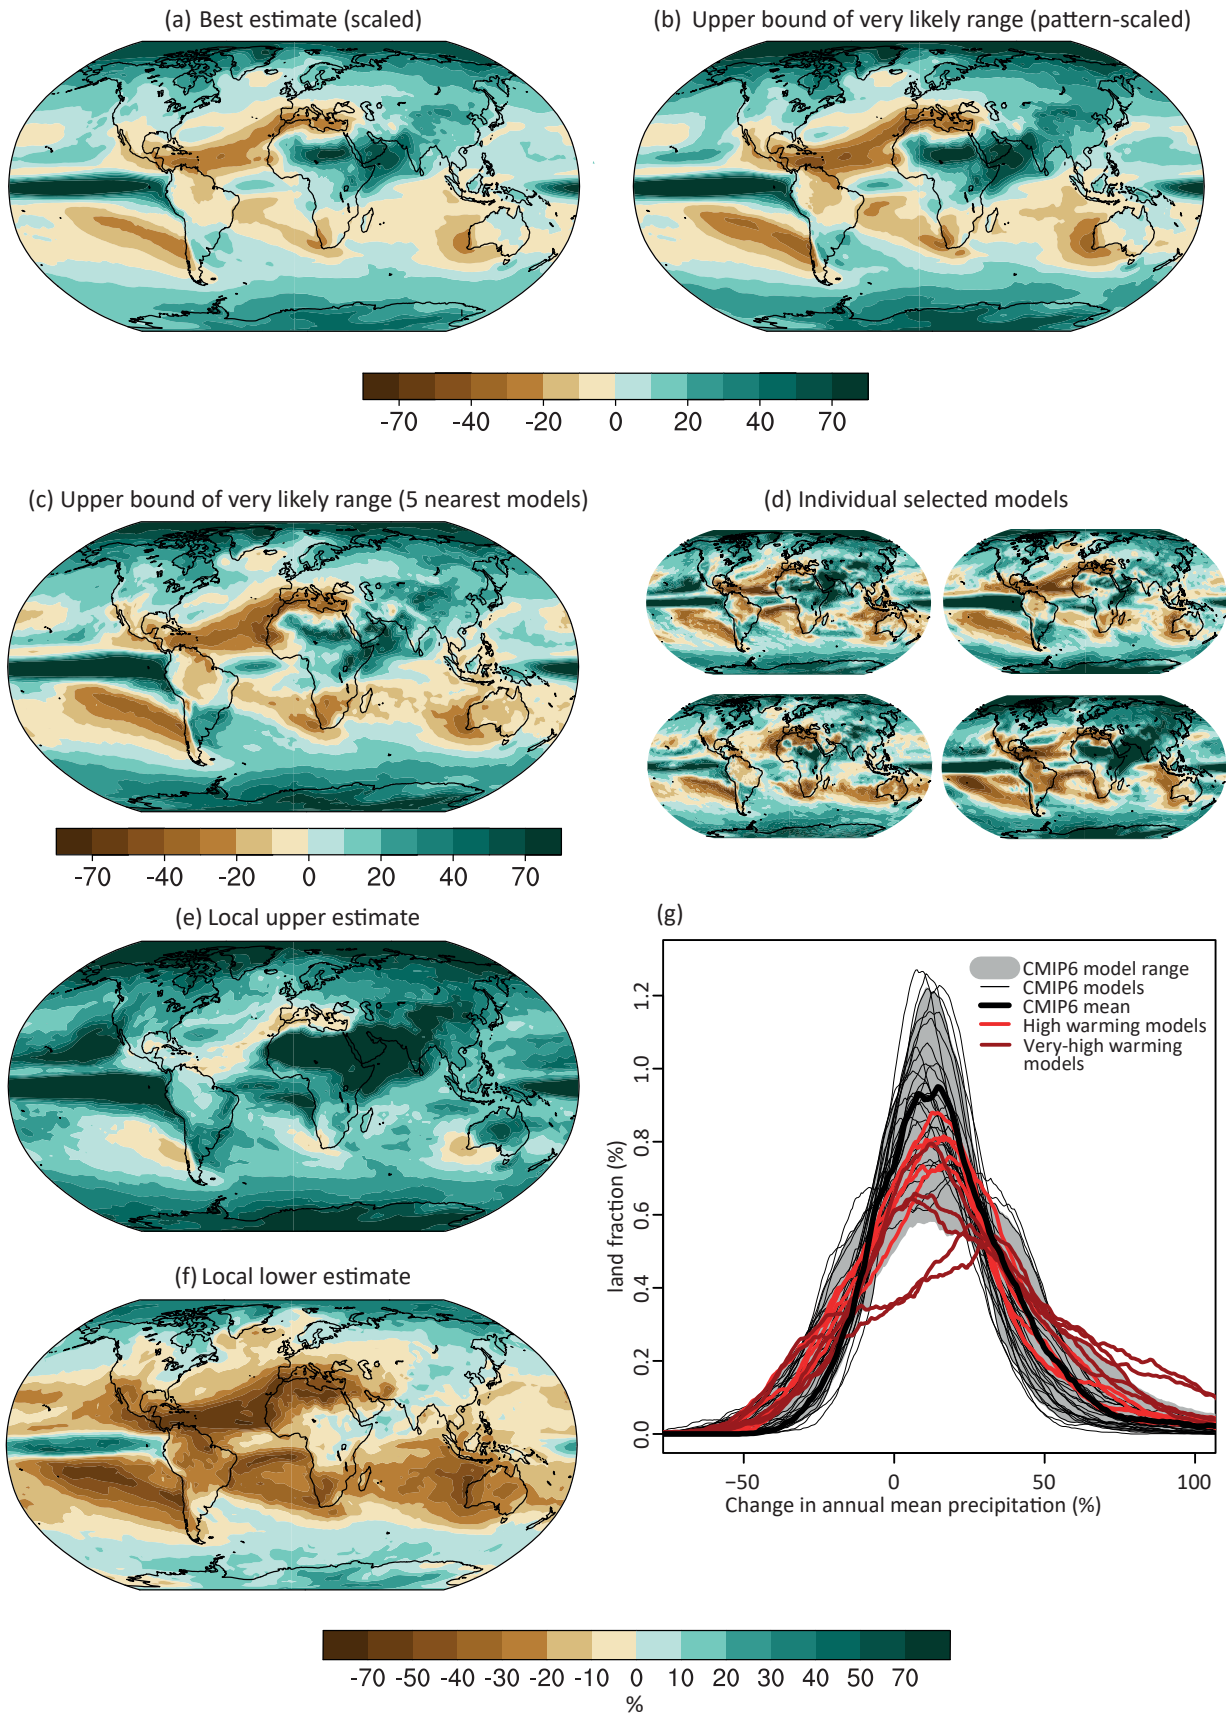 (a) Best estimate (scaled)
(b) Upper bound of very likely range (pattern-scaled)
-70 -40 -20 0 20 40 70
(c) Upper bound of very likely range (5 nearest models)
(d) Individual selected models
-70 -40 -20 0 20 40 70
(e) Local upper estimate
(f) Local lower estimate
-70 -50 -40 -30 -20 -10 0 10 20 30 40 50 70
%
(g)
CMIP6 model range
CMIP6 models
CMIP6 mean
High warming models
Very-high warming
models
land fraction (%)
1.2
1.0
0.8
0.6
0.4
0.2
0.0
−50 0 50 100
Change in annual mean precipitation (%)